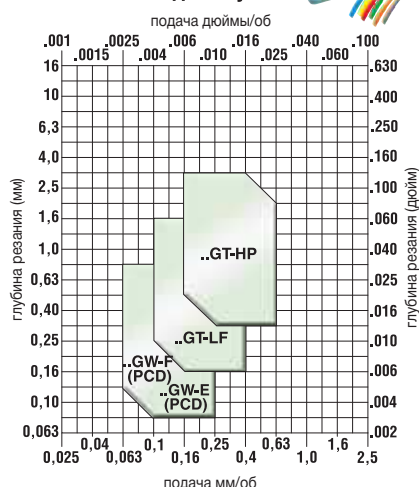 подача дюймы/об
.001 .0025 .006 .016 .040 .100
.0015 .004 .010 .025 .060
16 .630
10 .400
6,3 .250
4,0 .160
2,5 .100
1,6 .060
1,0 .040
0,63 .025
0,40 .016
0,25 .010
0,16 .006
0,10 .004
0,063 .002
глубина резания (мм)
глубина резания (дюйм)
..GT-HP
..GT-LF
..GW-F
(PCD)
..GW-E
(PCD)
0,04 0,1 0,25 0,63 1,6
0,025 0,063 0,16 0,4 1,0 2,5
подача мм/об